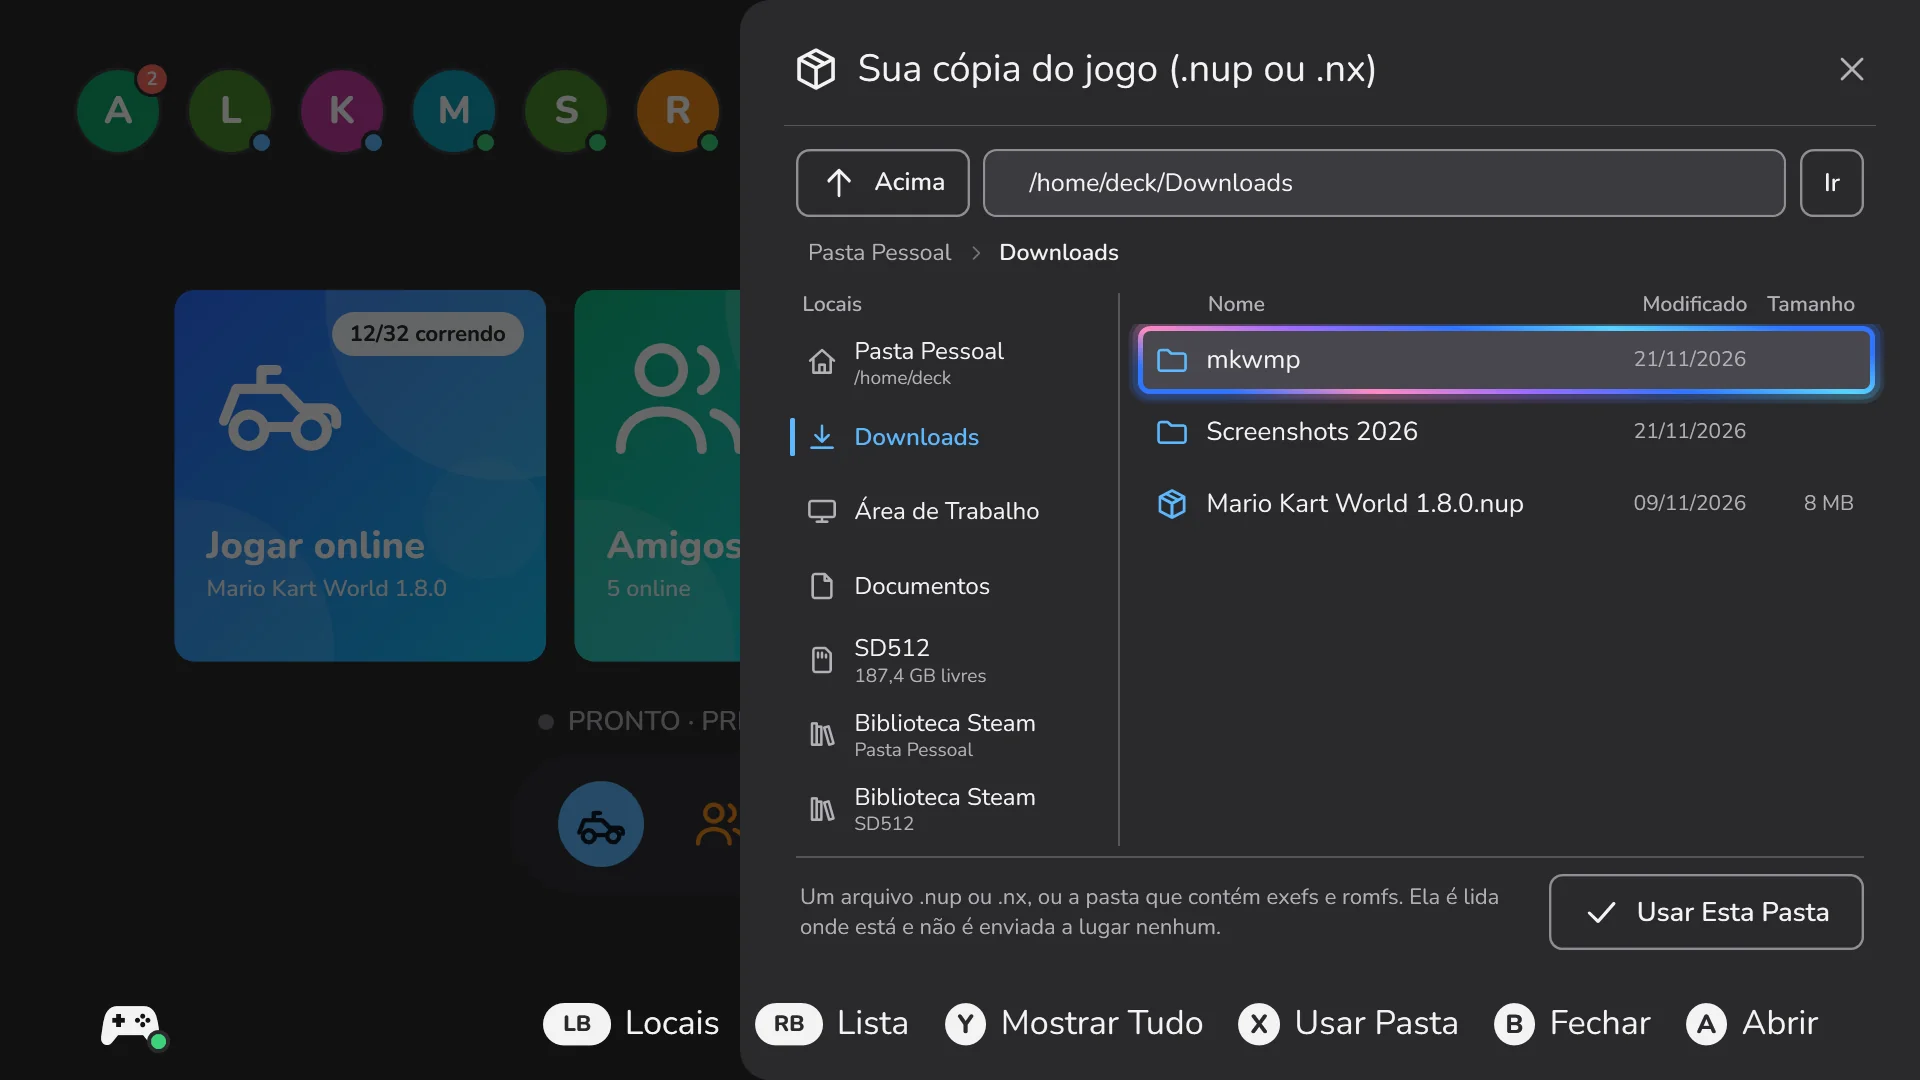 Sua cópia do jogo (.nup ou .nx)
A
2
L
K
M
S
R
Acima
/home/deck/Downloads
Ir
Pasta Pessoal
Downloads
Locais
Nome
Modificado
Tamanho
12/32 correndo
Jogar online
Mario Kart World 1.8.0
Amigos
5 online
Pasta Pessoal
/home/deck
Downloads
Área de Trabalho
Documentos
SD512
187,4 GB livres
Biblioteca Steam
Pasta Pessoal
Biblioteca Steam
SD512
mkwmp
21/11/2026
Screenshots 2026
21/11/2026
Mario Kart World 1.8.0.nup
09/11/2026
8 MB
PRONTO ·
Um arquivo .nup ou .nx, ou a pasta que contém exefs e romfs. Ela é lida
onde está e não é enviada a lugar nenhum.
Usar Esta Pasta
LB Locais
RB Lista
Y Mostrar Tudo
X Usar Pasta
B Fechar
A Abrir